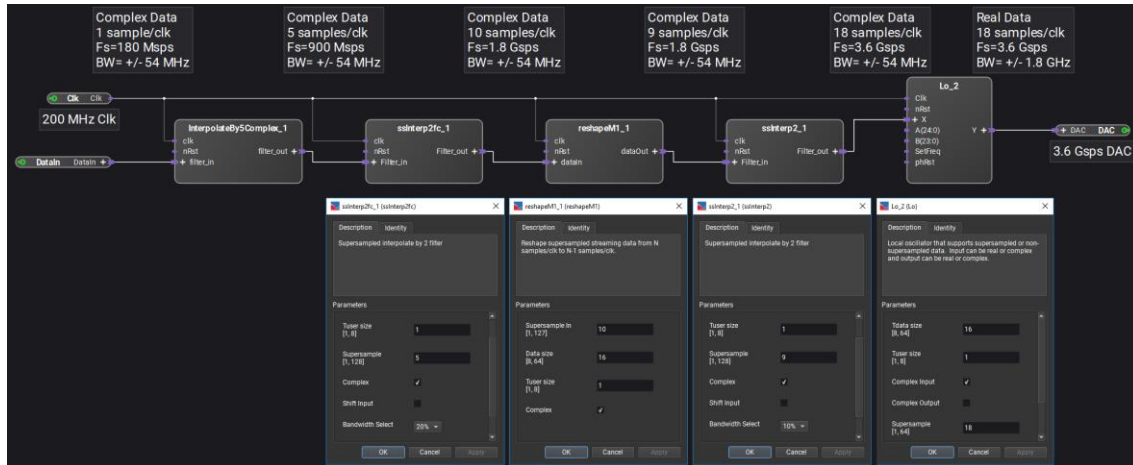 Complex Data
1 sample/clk
Fs=180 Msps
BW= +/- 54 MHz
Complex Data
5 samples/clk
Fs=900 Msps
BW= +/- 54 MHz
Complex Data
10 samples/clk
Fs=1.8 Gsps
BW= +/- 54 MHz
Complex Data
9 samples/clk
Fs=1.8 Gsps
BW= +/- 54 MHz
Complex Data
18 samples/clk
Fs=3.6 Gsps
BW= +/- 54 MHz
Real Data
18 samples/clk
Fs=3.6 Gsps
BW= +/- 1.8 GHz
Clk Clk
200 MHz Clk
DataIn DataIn +
InterpolateBy5Complex_1
clk
nRst
+ filter_in
filter_out +
ssInterp2fc_1
clk
nRst
+ Filter_in
Filter_out +
reshapeM1_1
clk
nRst
+ dataIn
dataOut +
ssInterp2_1
clk
nRst
+ Filter_in
Filter_out +
Lo_2
Clk
nRst
+ X
A(24:0)
B(23:0)
SetFreq
phRst
Y +
+ DAC DAC
3.6 Gsps DAC
ssInterp2fc_1 (ssInterp2fc)
Description Identity
Supersampled interpolate by 2 filter
Parameters
Tuser size
[1, 8]
1
Supersample
[1, 128]
5
Complex
Shift Input
Bandwidth Select
20%
OK Cancel Apply
reshapeM1_1 (reshapeM1)
Description Identity
Reshape supersampled streaming data from N
samples/clk to N-1 samples/clk.
Parameters
Supersample In
[1, 127]
10
Data size
[8, 64]
16
Tuser size
[1, 8]
1
Complex
OK Cancel Apply
ssInterp2_1 (ssInterp2)
Description Identity
Supersampled interpolate by 2 filter
Parameters
Tuser size
[1, 8]
1
Supersample
[1, 128]
9
Complex
Shift Input
Bandwidth Select
10%
OK Cancel Apply
Lo_2 (Lo)
Description Identity
Local oscillator that supports supersampled or non-
supersampled data. Input can be real or complex
and output can be real or complex.
Parameters
Tdata size
[8, 64]
16
Tuser size
[1, 8]
1
Complex Input
Complex Output
Supersample
[1, 64]
18
OK Cancel Apply